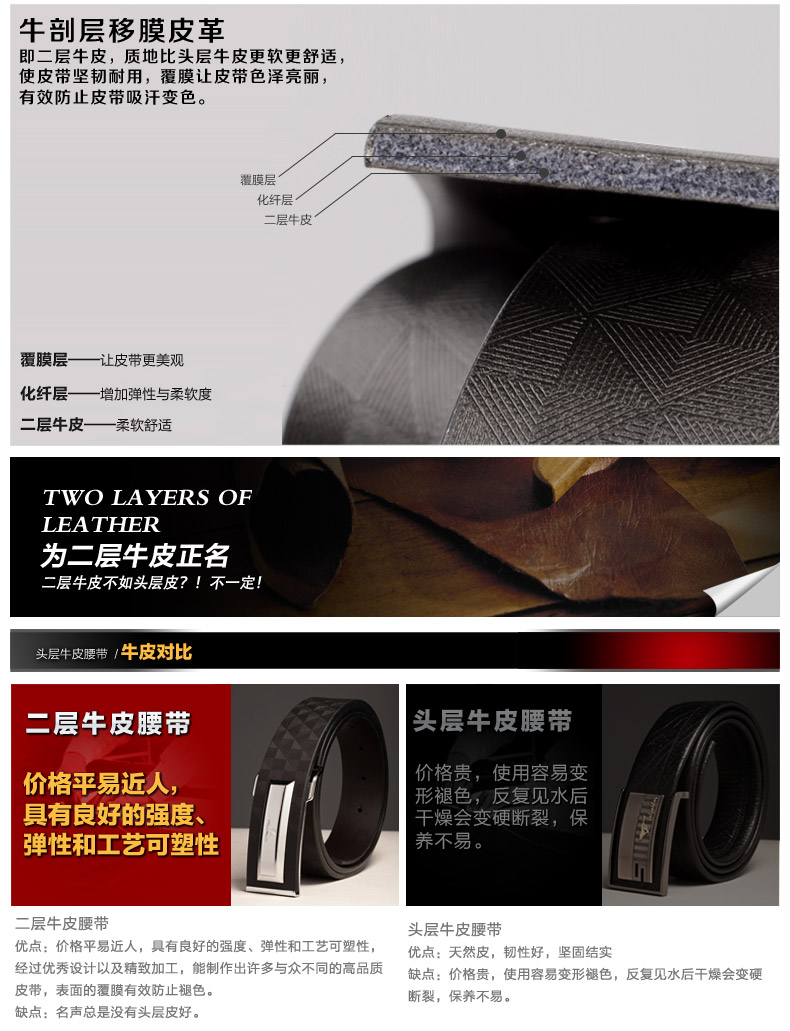 牛剖层移膜皮革
即二层牛皮，质地比头层牛皮更软更舒适，
使皮带坚韧耐用，覆膜让皮带色泽亮丽，
有效防止皮带吸汗变色。
覆膜层
化纤层
二层牛皮
覆膜层——让皮带更美观
化纤层——增加弹性与柔软度
二层牛皮——柔软舒适
TWO LAYERS OF
LEATHER
为二层牛皮正名
二层牛皮不如头层皮？！不一定！
头层牛皮腰带 / 牛皮对比
二层牛皮腰带
价格平易近人，
具有良好的强度、
弹性和工艺可塑性
头层牛皮腰带
价格贵，使用容易变
形褪色，反复见水后
干燥会变硬断裂，保
养不易。
二层牛皮腰带
优点：价格平易近人，具有良好的强度、弹性和工艺可塑性，
经过优秀设计以及精致加工，能制作出许多与众不同的高品质
皮带，表面的覆膜有效防止褪色。
缺点：名声总是没有头层皮好。
头层牛皮腰带
优点：天然皮，韧性好，坚固结实
缺点：价格贵，使用容易变形褪色，反复见水后干燥会变硬
断裂，保养不易。